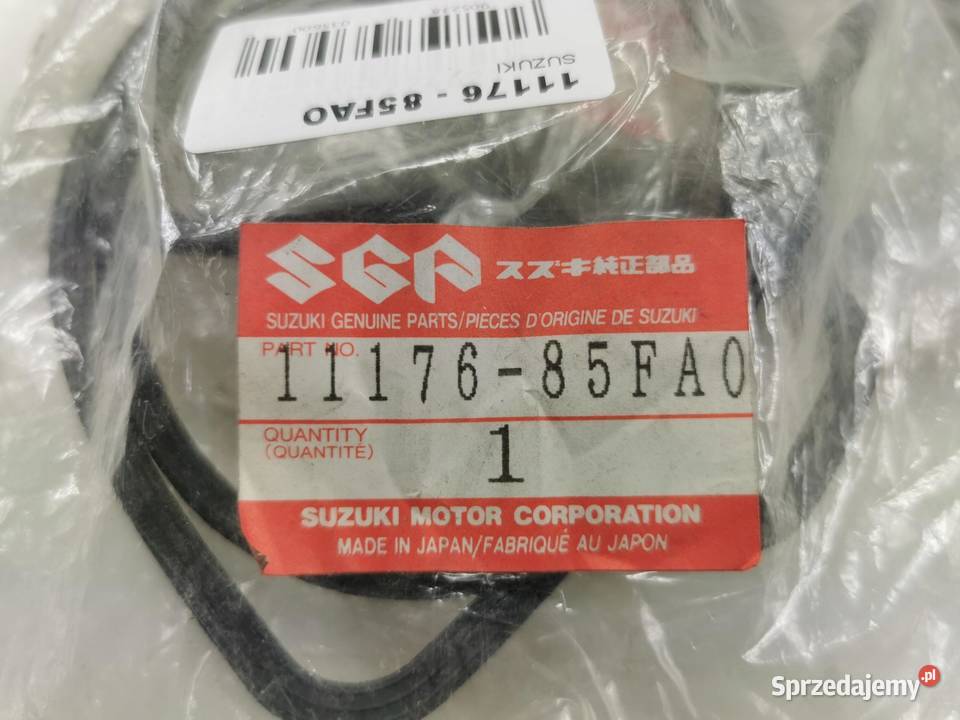 11176 - 85FA0
SUZUKI
SGP スズキ純正部品
SUZUKI GENUINE PARTS/PIÈCES D'ORIGINE DE SUZUKI
PART NO.
11176-85FA0
QUANTITY
(QUANTITÉ)
1
SUZUKI MOTOR CORPORATION
MADE IN JAPAN/FABRIQUÉ AU JAPON
Sprzedajemy.pl